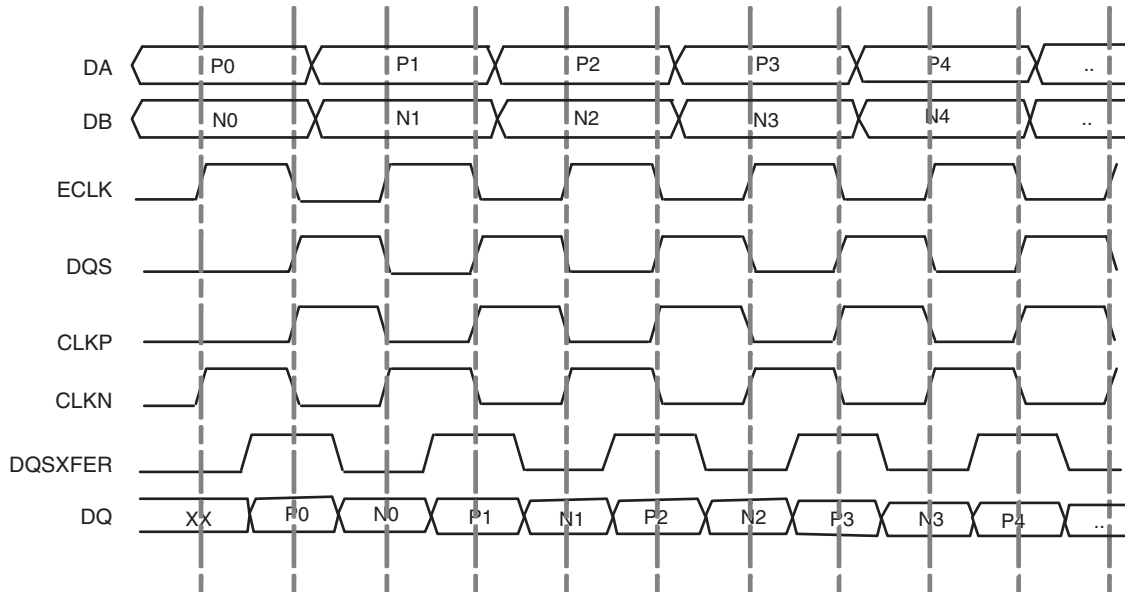 DA P0 P1 P2 P3 P4 ..
DB N0 N1 N2 N3 N4 ..
ECLK
DQS
CLKP
CLKN
DQSXFER
DQ XX P0 N0 P1 N1 P2 N2 P3 N3 P4 ..